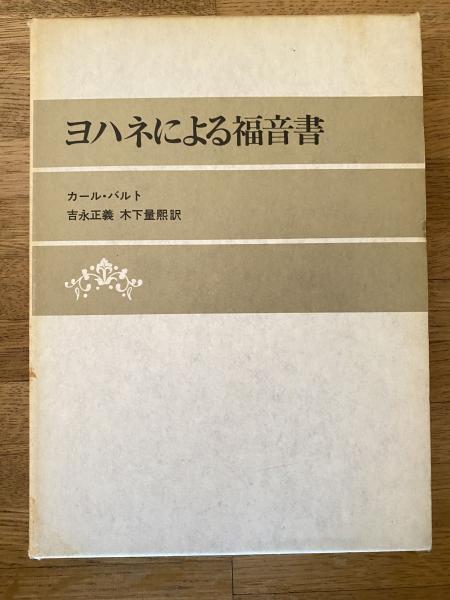 ヨハネによる福音書
カール・バルト
吉永正義 木下量煕訳